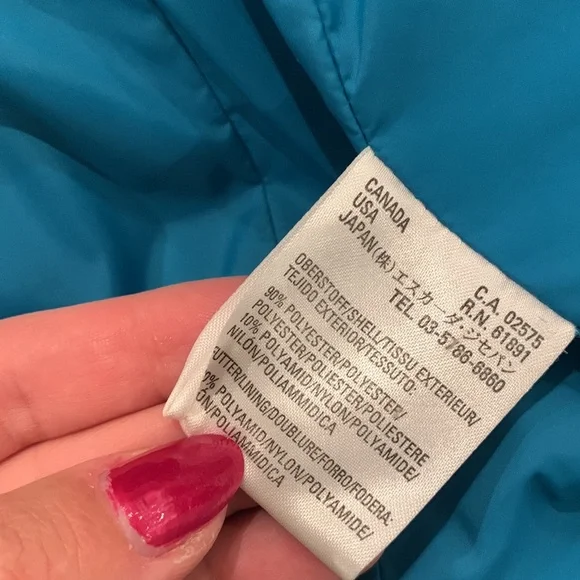 CANADA C.A. 02575
USA R.N. 61891
JAPAN(株)エスカーダ・ジャパン
TEL 03-5786-6860
OBERSTOFF/SHELL/TISSU EXTERIEUR/
TEJIDO EXTERIOR/TESSUTO:
90% POLYESTER/POLYESTER/
POLYESTER/POLIESTER/POLIESTERE
10% POLYAMID/NYLON/POLYAMIDE/
NILON/POLIAMMIDICA
UTTER/LINING/DOUBLURE/FORRO/FODERA:
% POLYAMID/NYLON/POLYAMIDE/
ON/POLIAMMIDICA